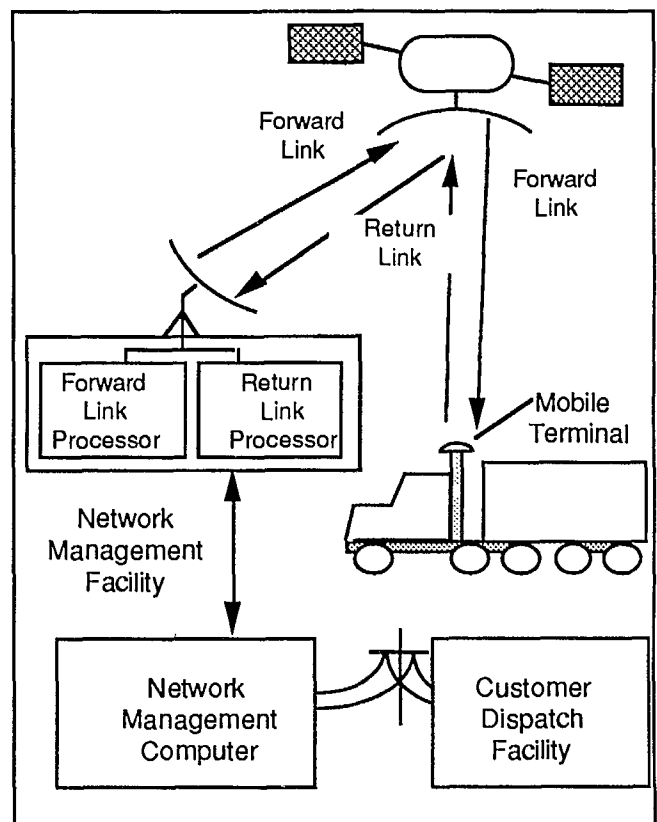 Forward
Link
Forward
Link
Return
Link
Forward
Link
Processor
Return
Link
Processor
Mobile
Terminal
Network
Management
Facility
Network
Management
Computer
Customer
Dispatch
Facility